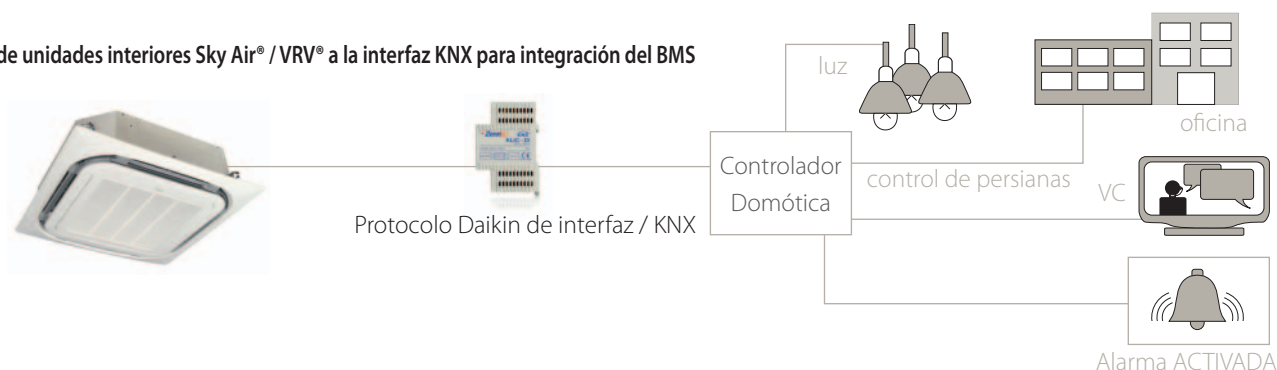 de unidades interiores Sky Air® / VRV® a la interfaz KNX para integración del BMS
luz
oficina
Controlador
Domótica
control de persianas
VC
Protocolo Daikin de interfaz / KNX
Alarma ACTIVADA